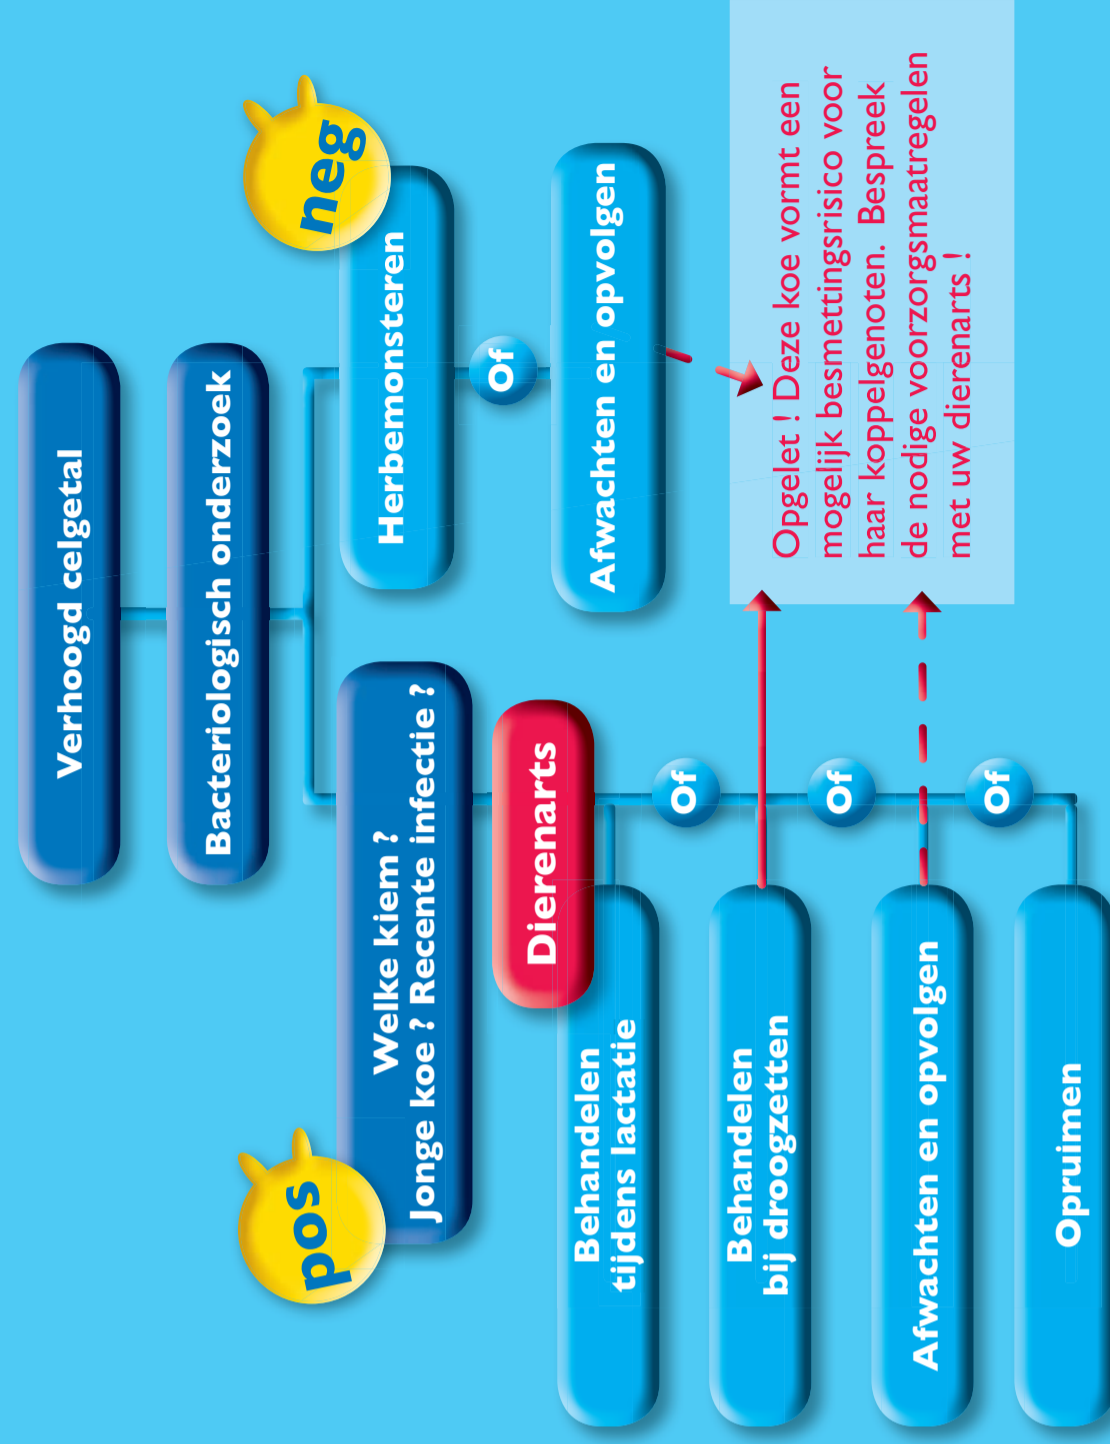 Verhoogd celgetal
Bacteriologisch onderzoek
pos
Welke kiem ?
Jonge koe ? Recente infectie ?
neg
Herbemonsteren
of
Afwachten en opvolgen
Dierenarts
Behandelen
tijdens lactatie
of
Behandelen
bij droogzetten
of
Afwachten en opvolgen
of
Opruimen
Opgelet ! Deze koe vormt een
mogelijk besmettingsrisico voor
haar koppelgenoten. Bespreek
de nodige voorzorgsmaatregelen
met uw dierenarts !